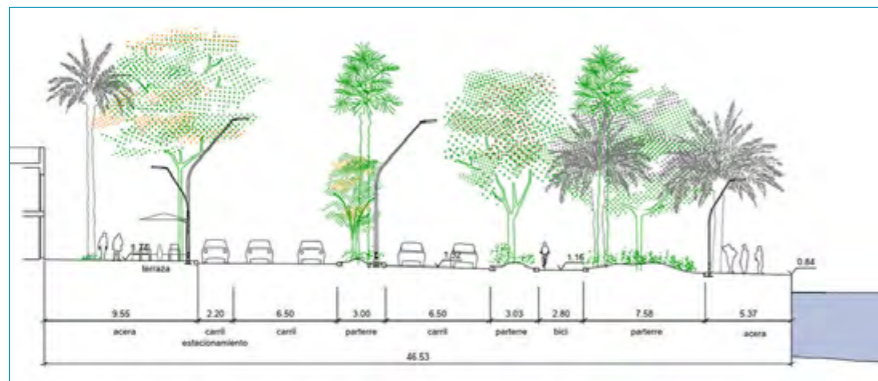 1.74
terraza
1.52
1.16
0.84
9.55
2.20
6.50
3.00
6.50
3.03
2.80
7.58
5.37
acera
carril
estacionamiento
carril
parterre
carril
parterre
bici
parterre
acera
46.53